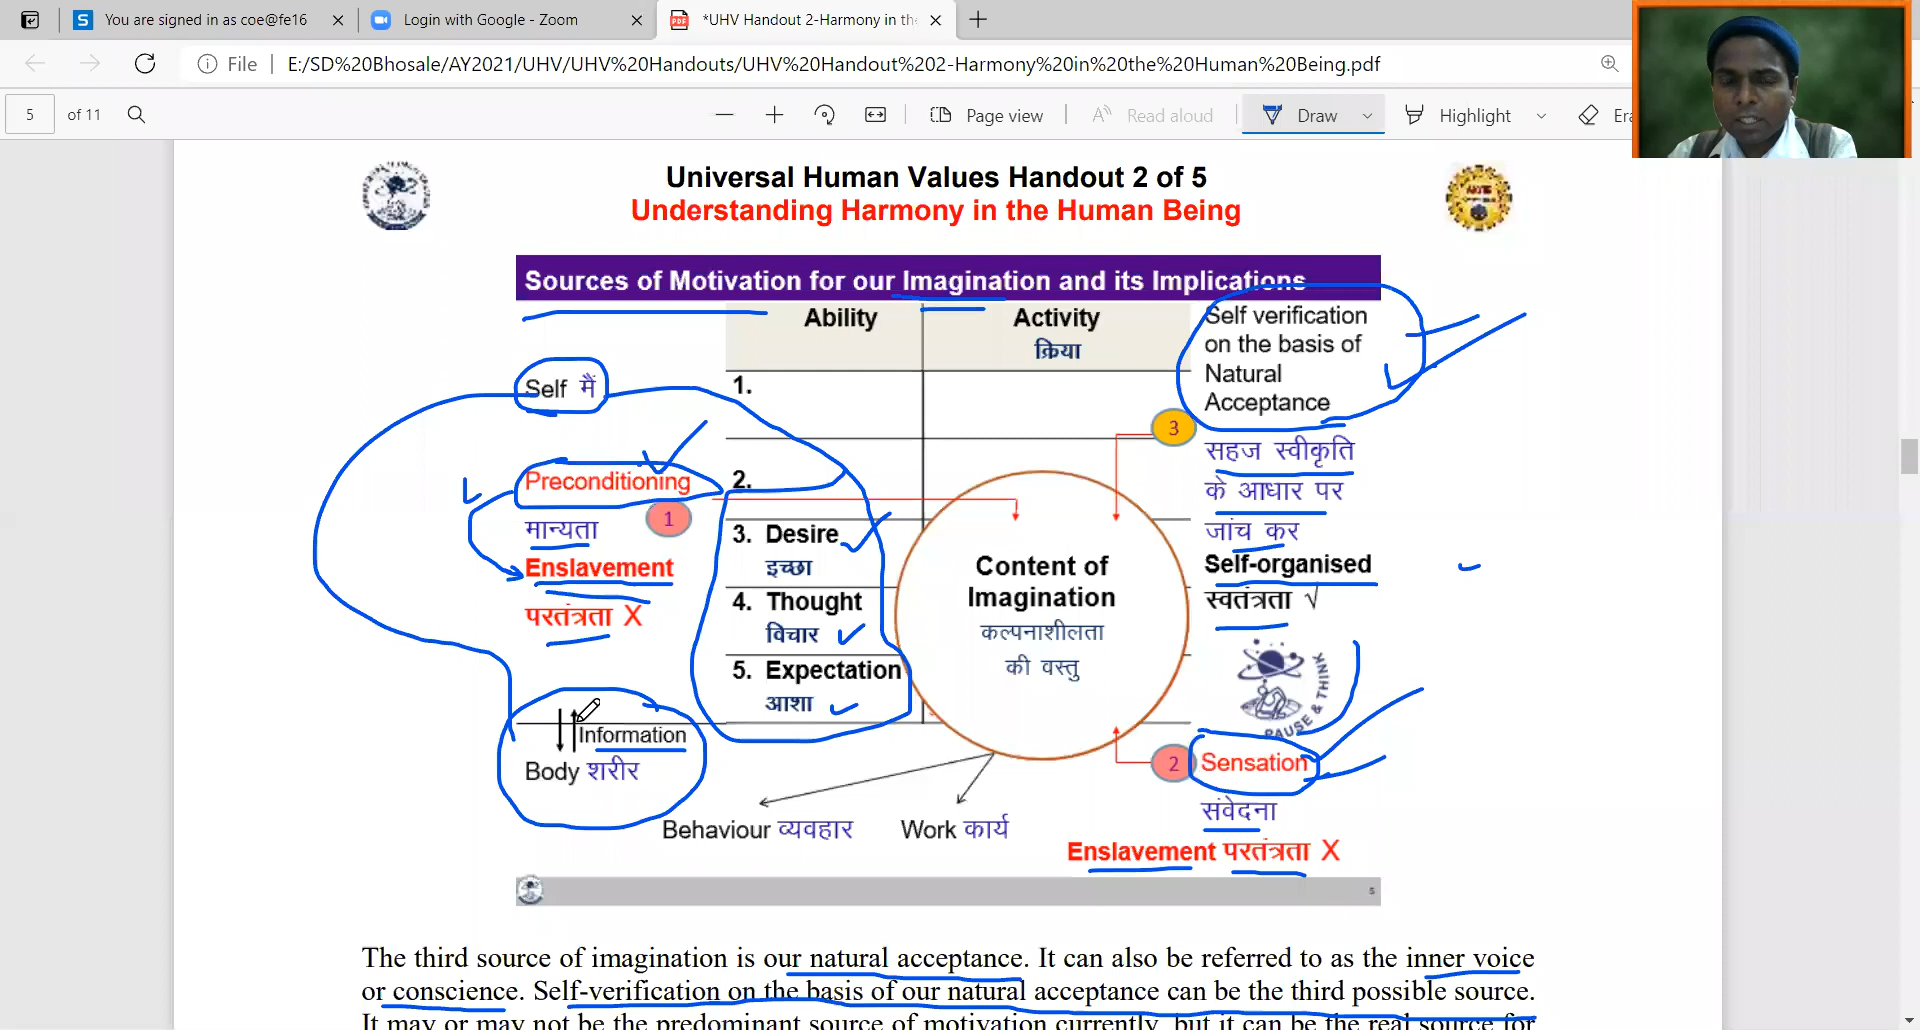 You are signed in as coe@fe16
Login with Google - Zoom
*UHV Handout 2-Harmony in the
File
E:/SD%20Bhosale/AY2021/UHV/UHV%20Handouts/UHV%20Handout%202-Harmony%20in%20the%20Human%20Being.pdf
5 of 11
Page view
Read aloud
Draw
Highlight
Era
Universal Human Values Handout 2 of 5
Understanding Harmony in the Human Being
Sources of Motivation for our Imagination and its Implications
Ability
Activity
क्रिया
Self verification
on the basis of
Natural
Acceptance
3
सहज स्वीकृति
के आधार पर
जांच कर
Self-organised
स्वतंत्रता √
Self मैं
1.
Preconditioning
2.
मान्यता
1
Enslavement
परतंत्रता X
3. Desire
इच्छा
4. Thought
विचार
5. Expectation
आशा
Content of
Imagination
कल्पनाशीलता
की वस्तु
PAUSE & THINK
Information
Body शरीर
2 Sensation
संवेदना
Behaviour व्यवहार
Work कार्य
Enslavement परतंत्रता X
5
The third source of imagination is our natural acceptance. It can also be referred to as the inner voice
or conscience. Self-verification on the basis of our natural acceptance can be the third possible source.
It may or may not be the predominant source of motivation currently, but it can be the real source for